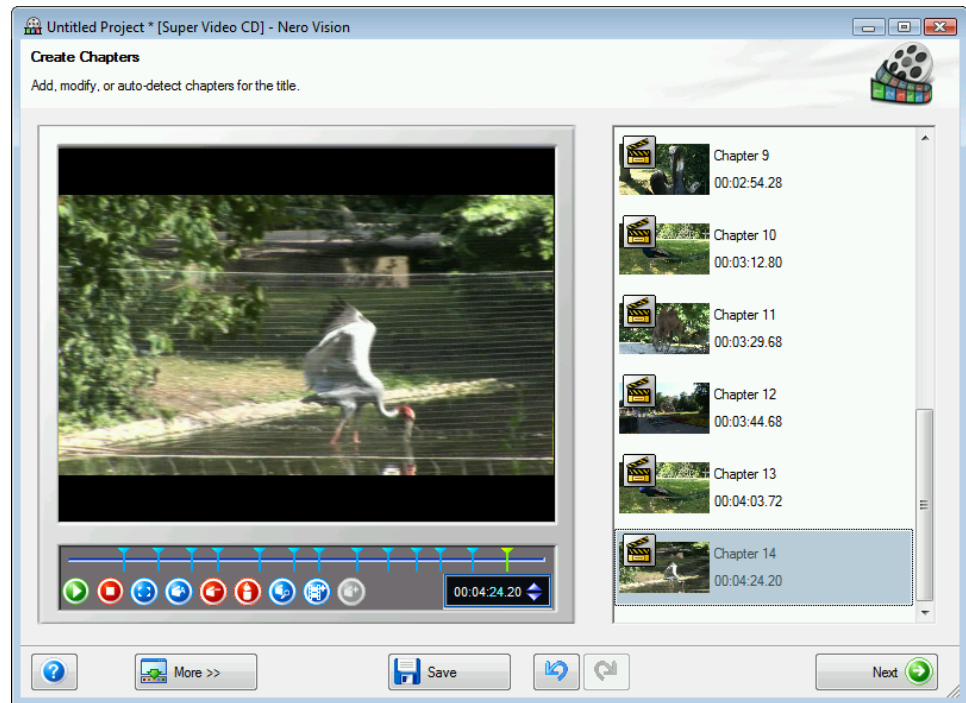 Untitled Project * [Super Video CD] - Nero Vision
Create Chapters
Add, modify, or auto-detect chapters for the title.
Chapter 9
00:02:54.28
Chapter 10
00:03:12.80
Chapter 11
00:03:29.68
Chapter 12
00:03:44.68
Chapter 13
00:04:03.72
Chapter 14
00:04:24.20
00:04:24.20
More >>
Save
Next